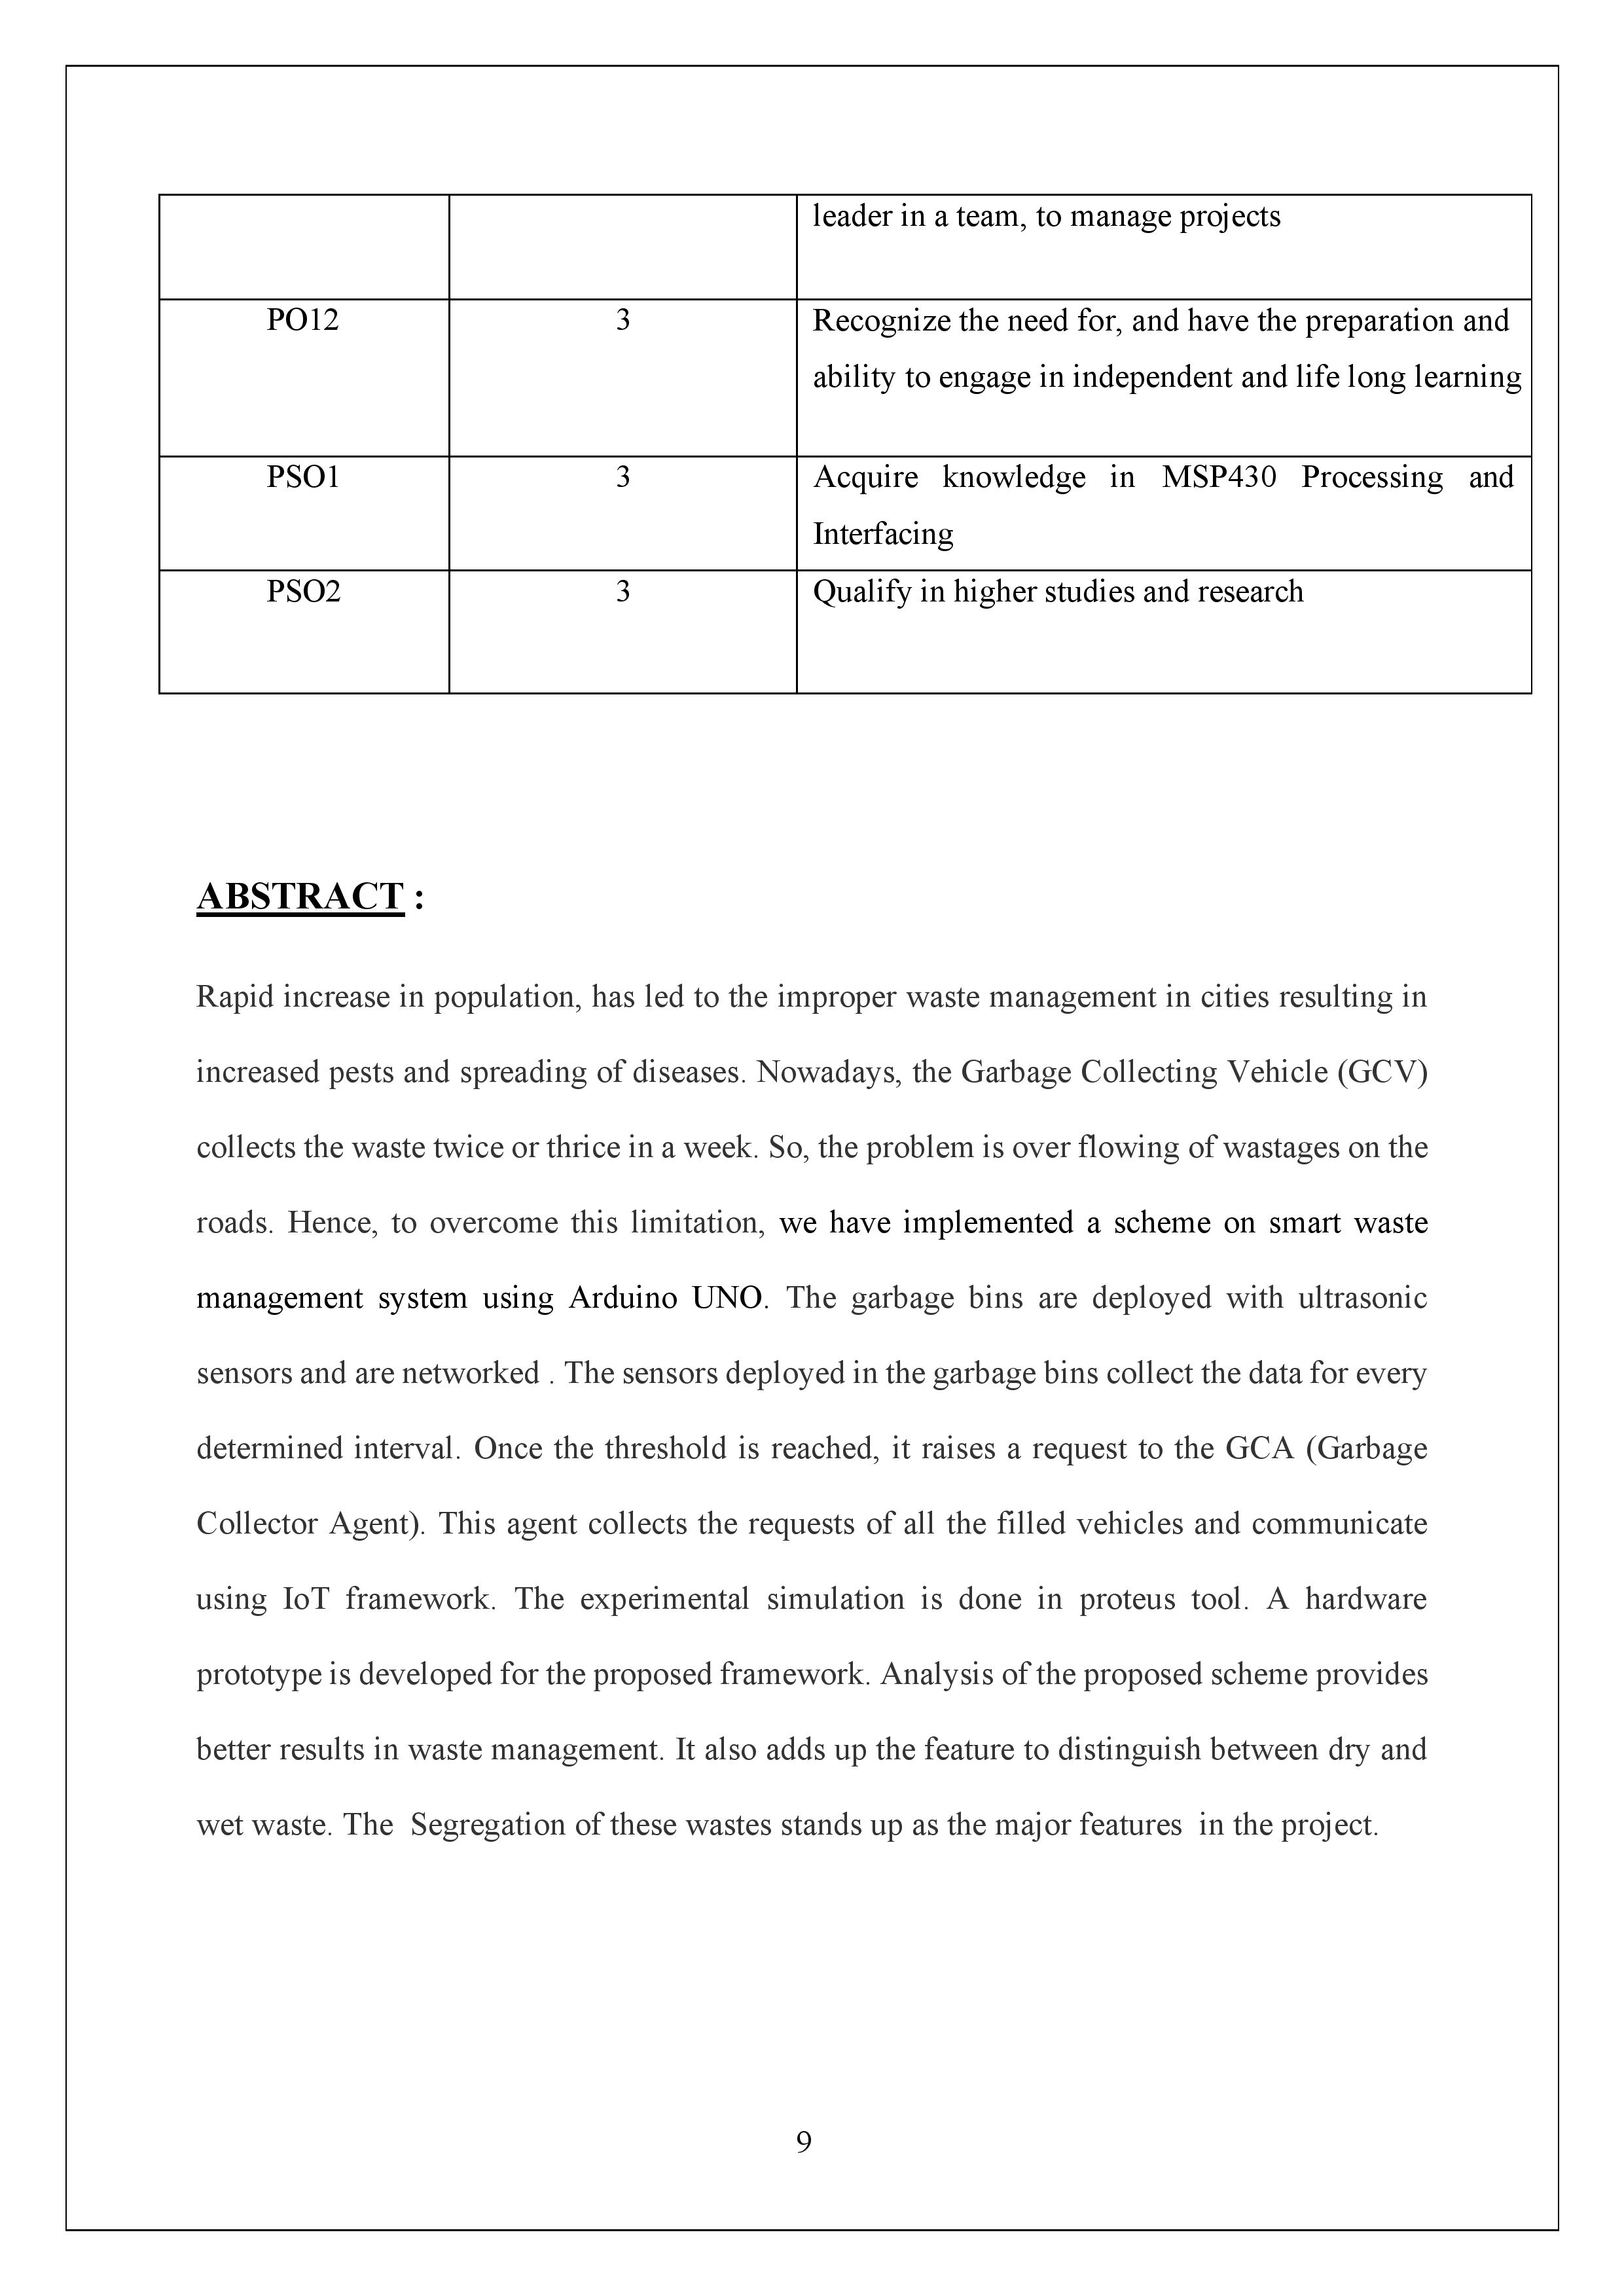 leader in a team, to manage projects
PO12 3 Recognize the need for, and have the preparation and
ability to engage in independent and life long learning
PSO1 3 Acquire knowledge in MSP430 Processing and
Interfacing
PSO2 3 Qualify in higher studies and research
ABSTRACT :
Rapid increase in population, has led to the improper waste management in cities resulting in
increased pests and spreading of diseases. Nowadays, the Garbage Collecting Vehicle (GCV)
collects the waste twice or thrice in a week. So, the problem is over flowing of wastages on the
roads. Hence, to overcome this limitation, we have implemented a scheme on smart waste
management system using Arduino UNO. The garbage bins are deployed with ultrasonic
sensors and are networked . The sensors deployed in the garbage bins collect the data for every
determined interval. Once the threshold is reached, it raises a request to the GCA (Garbage
Collector Agent). This agent collects the requests of all the filled vehicles and communicate
using IoT framework. The experimental simulation is done in proteus tool. A hardware
prototype is developed for the proposed framework. Analysis of the proposed scheme provides
better results in waste management. It also adds up the feature to distinguish between dry and
wet waste. The  Segregation of these wastes stands up as the major features  in the project.
9